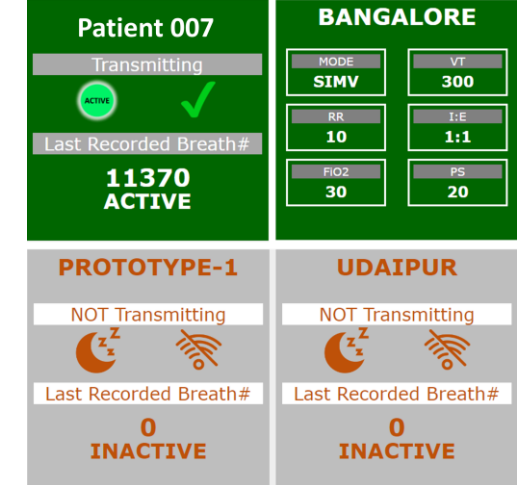 Patient 007
Transmitting
ACTIVE
Last Recorded Breath#
11370
ACTIVE
BANGALORE
MODE
SIMV
VT
300
RR
10
I:E
1:1
FiO2
30
PS
20
PROTOTYPE-1
NOT Transmitting
z z Z
Last Recorded Breath#
0
INACTIVE
UDAIPUR
NOT Transmitting
z z Z
Last Recorded Breath#
0
INACTIVE